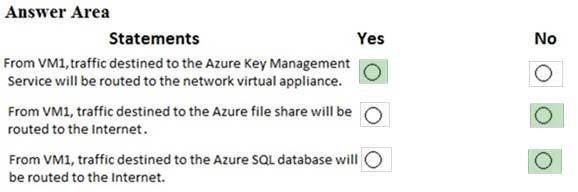 Answer Area
Statements Yes No
From VM1, traffic destined to the Azure Key Management
Service will be routed to the network virtual appliance.
From VM1, traffic destined to the Azure file share will be
routed to the Internet.
From VM1, traffic destined to the Azure SQL database will
be routed to the Internet.